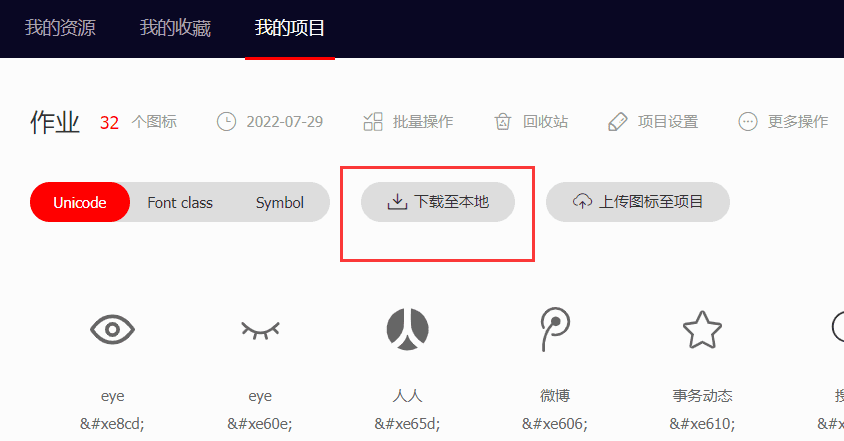 我的资源 我的收藏 我的项目
作业 32 个图标 2022-07-29 批量操作 回收站 项目设置 更多操作
Unicode Font class Symbol 下载至本地 上传图标至项目
eye eye 人人 微博 事务动态
&#xe8cd; &#xe60e; &#xe65d; &#xe606; &#xe610; &#x